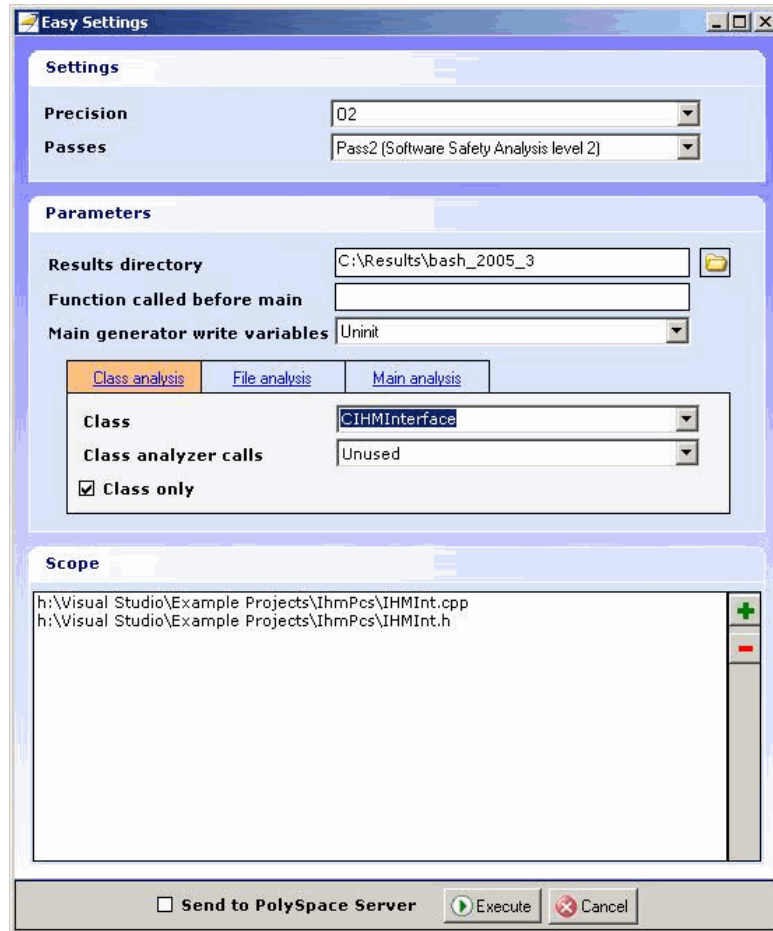 Easy Settings
Settings
Precision O2
Passes Pass2 (Software Safety Analysis level 2)
Parameters
Results directory C:\Results\bash_2005_3
Function called before main
Main generator write variables Uninit
Class analysis File analysis Main analysis
Class CIHMInterface
Class analyzer calls Unused
Class only
Scope
h:\Visual Studio\Example Projects\IhmPcs\IHMInt.cpp
h:\Visual Studio\Example Projects\IhmPcs\IHMInt.h
Send to PolySpace Server Execute Cancel